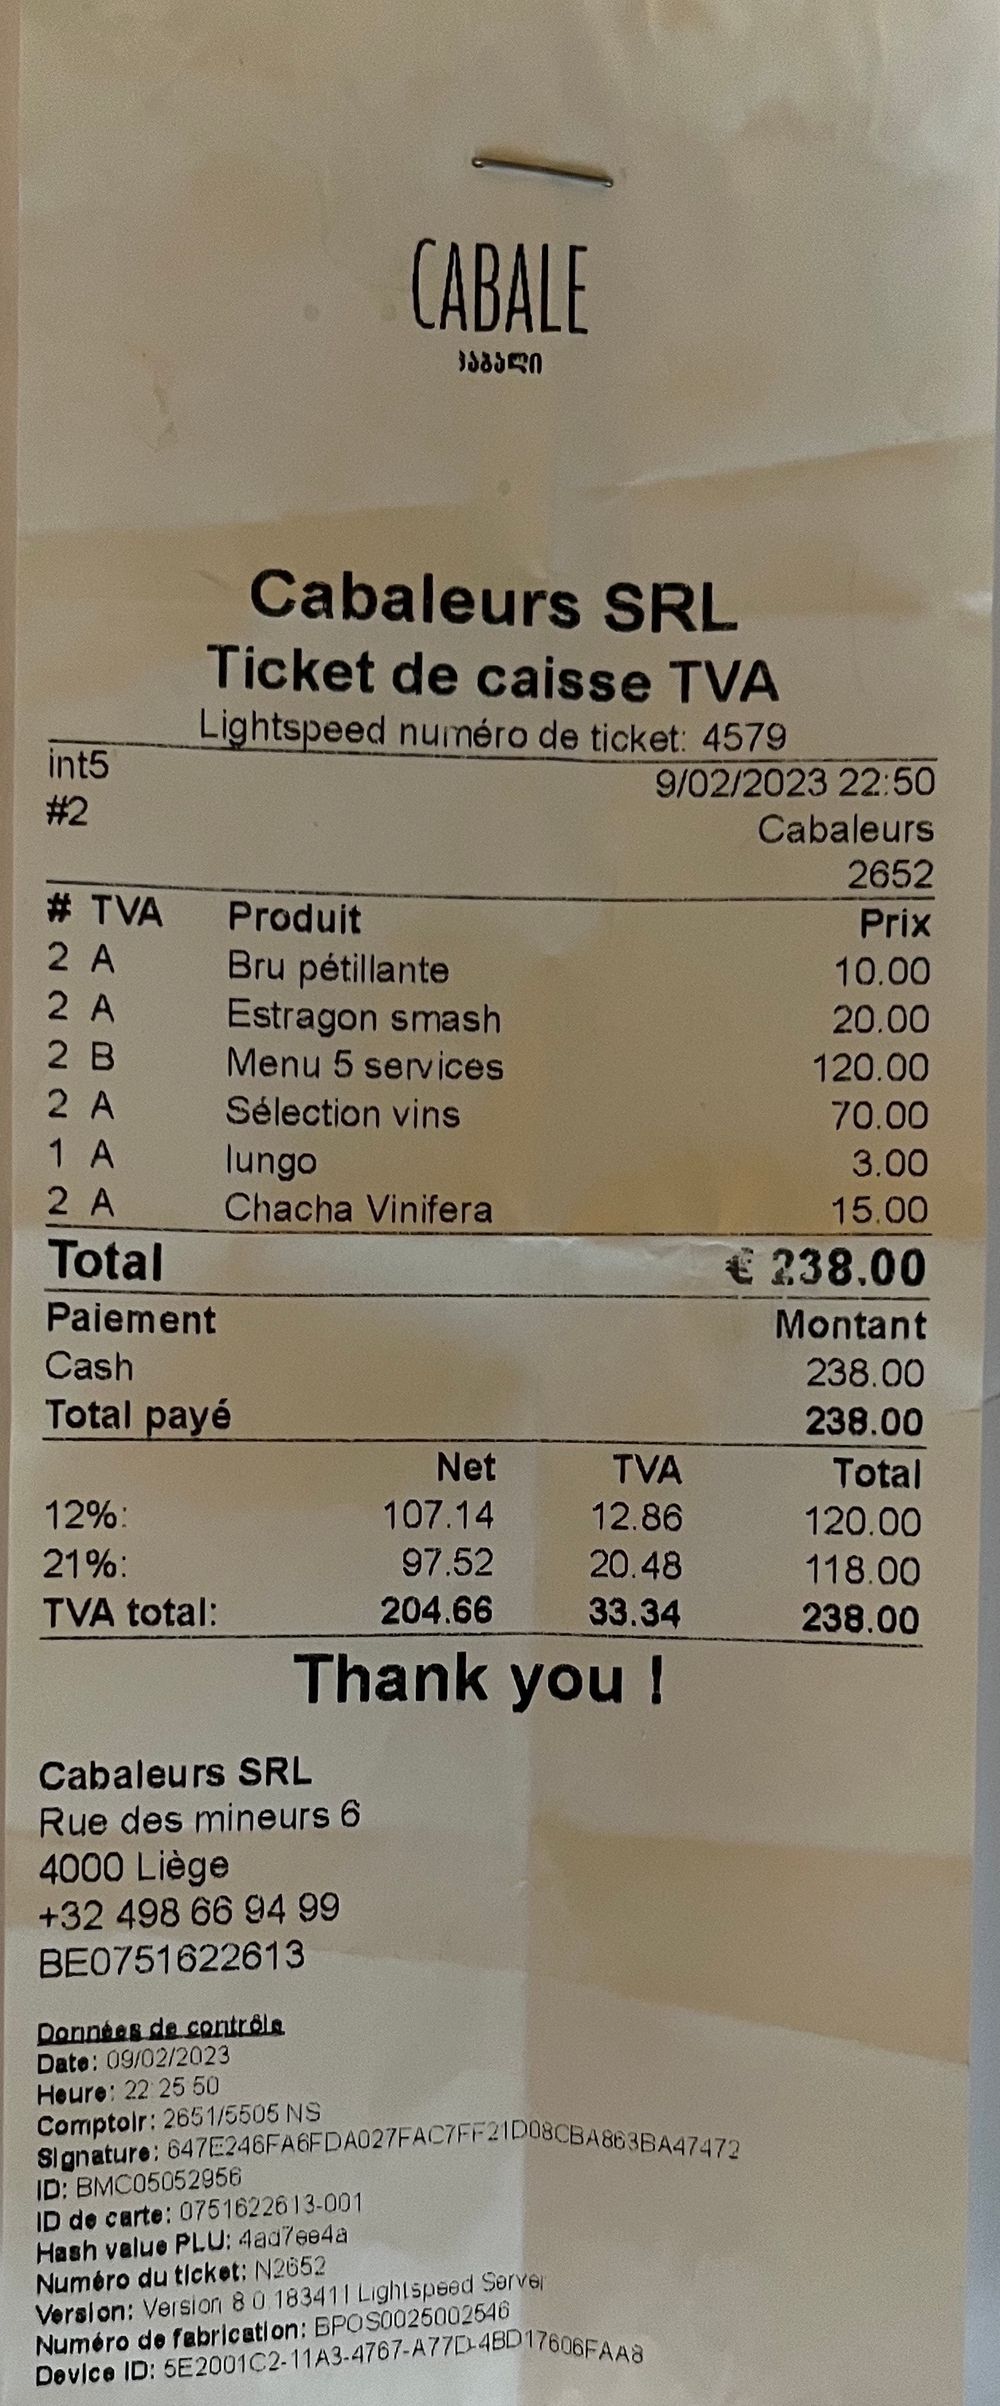 CABALE
კაბალი
Cabaleurs SRL
Ticket de caisse TVA
Lightspeed numéro de ticket: 4579
int5 9/02/2023 22:50
#2 Cabaleurs
2652
# TVA Produit Prix
2 A Bru pétillante 10.00
2 A Estragon smash 20.00
2 B Menu 5 services 120.00
2 A Sélection vins 70.00
1 A lungo 3.00
2 A Chacha Vinifera 15.00
Total € 238.00
Paiement Montant
Cash 238.00
Total payé 238.00
Net TVA Total
12%: 107.14 12.86 120.00
21%: 97.52 20.48 118.00
TVA total: 204.66 33.34 238.00
Thank you !
Cabaleurs SRL
Rue des mineurs 6
4000 Liège
+32 498 66 94 99
BE0751622613
Données de contrôle
Date: 09/02/2023
Heure: 22:25:50
Comptoir: 2651/5505 NS
Signature: 647E246FA6FDA027FAC7FF21D08CBA863BA47472
ID: BMC05052956
ID de carte: 0751622613-001
Hash value PLU: 4ad7ee4a
Numéro du ticket: N2652
Version: Version 8.0.183411 Lightspeed Server
Numéro de fabrication: BPOS0025002546
Device ID: 5E2001C2-11A3-4767-A77D-4BD17606FAA8